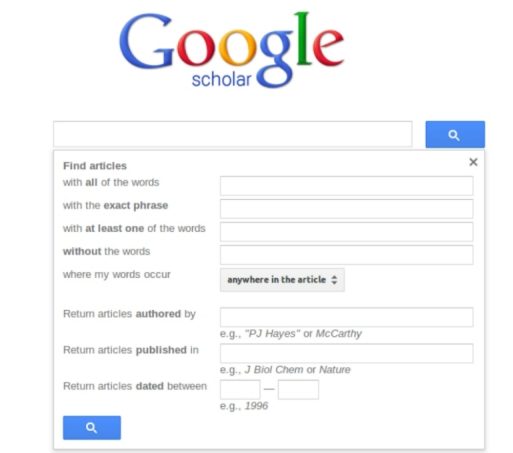 Google
scholar
Find articles
with all of the words
with the exact phrase
with at least one of the words
without the words
where my words occur anywhere in the article
Return articles authored by
e.g., "PJ Hayes" or McCarthy
Return articles published in
e.g., J Biol Chem or Nature
Return articles dated between —
e.g., 1996